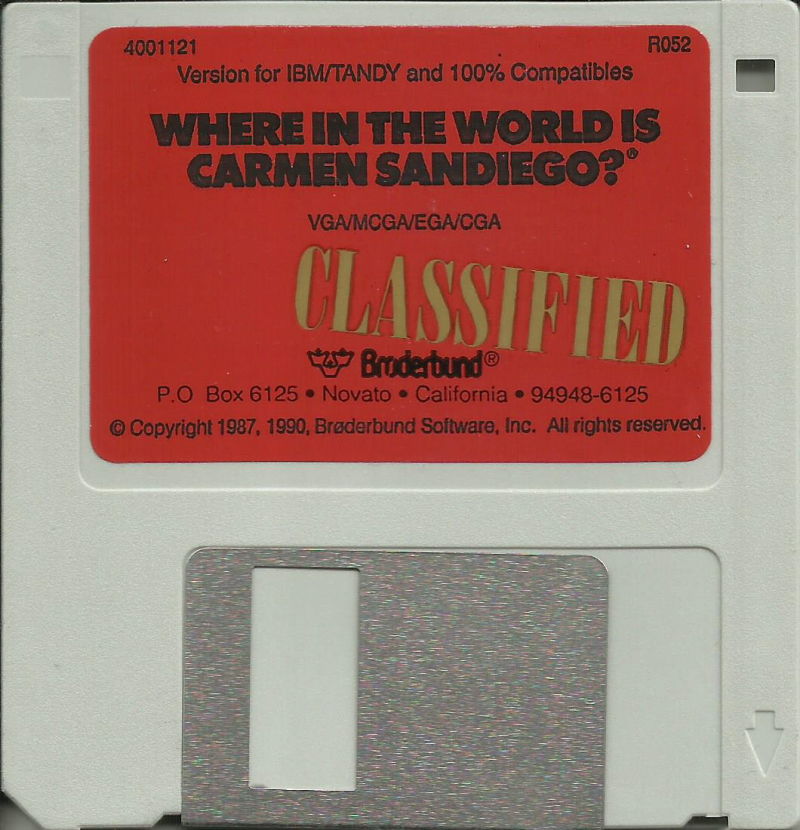 4001121 R052
Version for IBM/TANDY and 100% Compatibles
WHERE IN THE WORLD IS
CARMEN SANDIEGO?®
VGA/MCGA/EGA/CGA
CLASSIFIED
Brøderbund®
P.O Box 6125 • Novato • California • 94948-6125
© Copyright 1987, 1990, Brøderbund Software, Inc. All rights reserved.